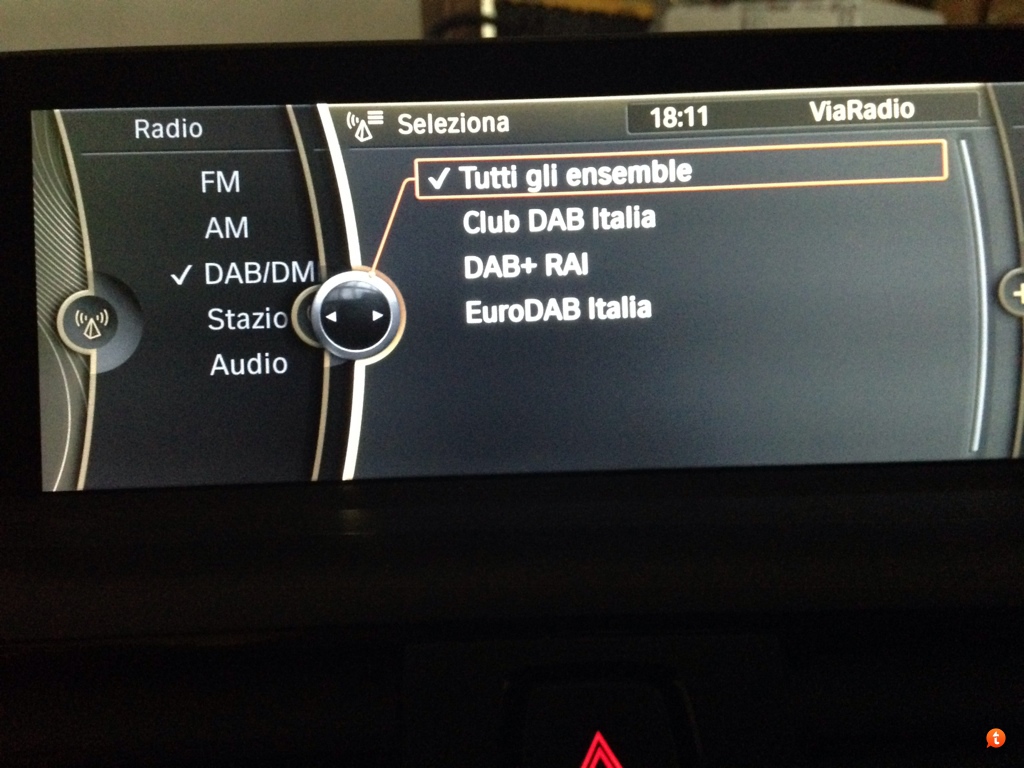 Radio
FM
AM
✓ DAB/DM
Stazio
Audio
Seleziona
18:11
ViaRadio
✓ Tutti gli ensemble
Club DAB Italia
DAB+ RAI
EuroDAB Italia
+
t